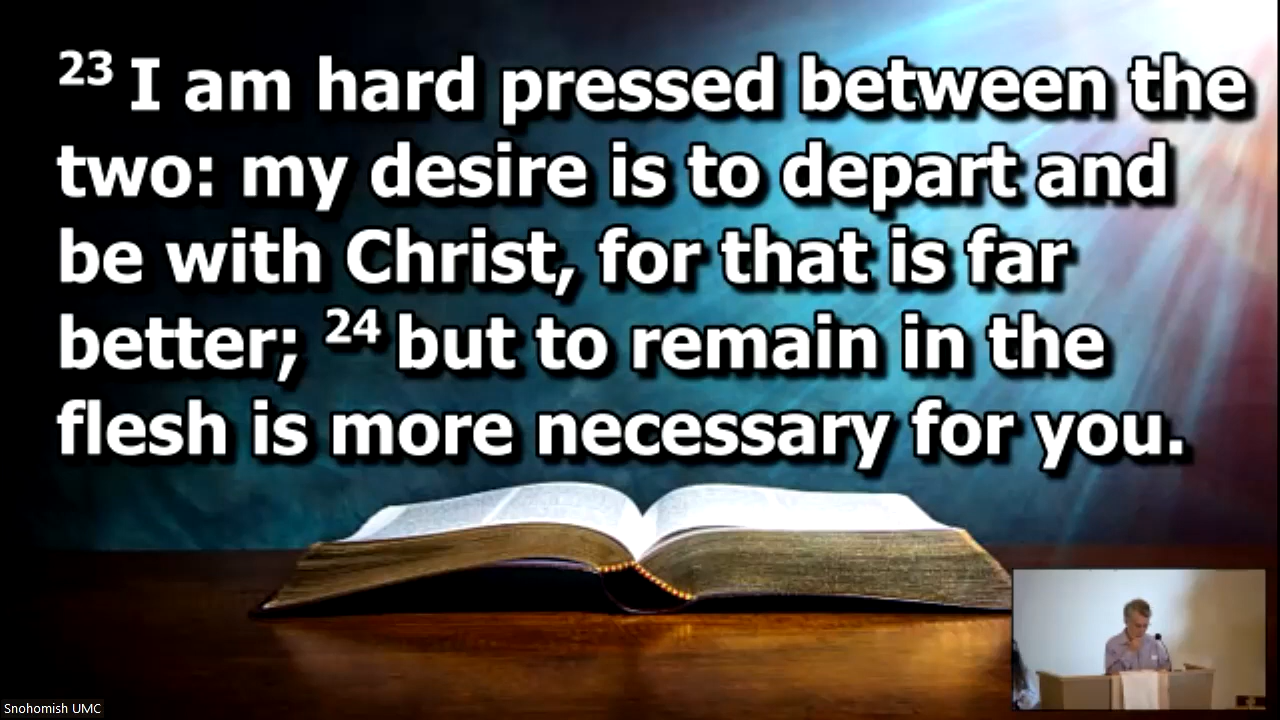 23 I am hard pressed between the
two: my desire is to depart and
be with Christ, for that is far
better; 24 but to remain in the
flesh is more necessary for you.
Snohomish UMC